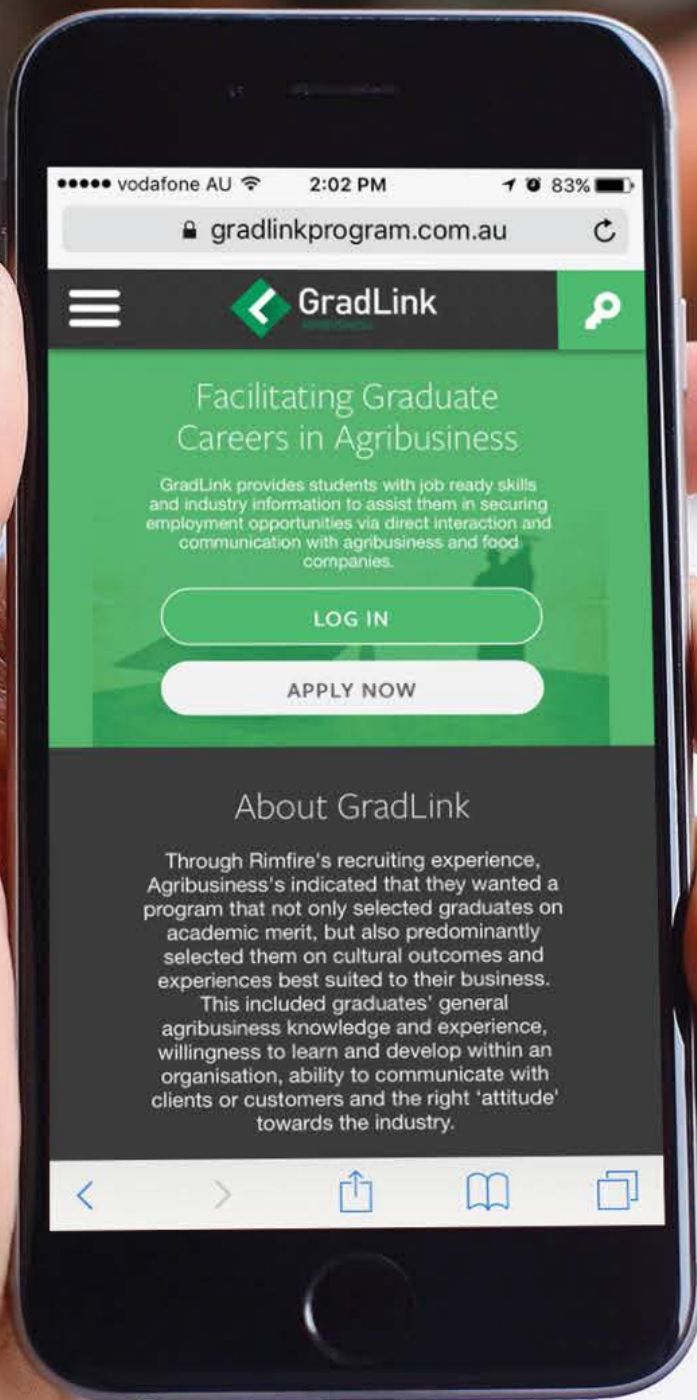 vodafone AU 2:02 PM 83%
gradlinkprogram.com.au
GradLink
Facilitating Graduate
Careers in Agribusiness
GradLink provides students with job ready skills
and industry information to assist them in securing
employment opportunities via direct interaction and
communication with agribusiness and food
companies.
LOG IN
APPLY NOW
About GradLink
Through Rimfire's recruiting experience,
Agribusiness's indicated that they wanted a
program that not only selected graduates on
academic merit, but also predominantly
selected them on cultural outcomes and
experiences best suited to their business.
This included graduates' general
agribusiness knowledge and experience,
willingness to learn and develop within an
organisation, ability to communicate with
clients or customers and the right 'attitude'
towards the industry.